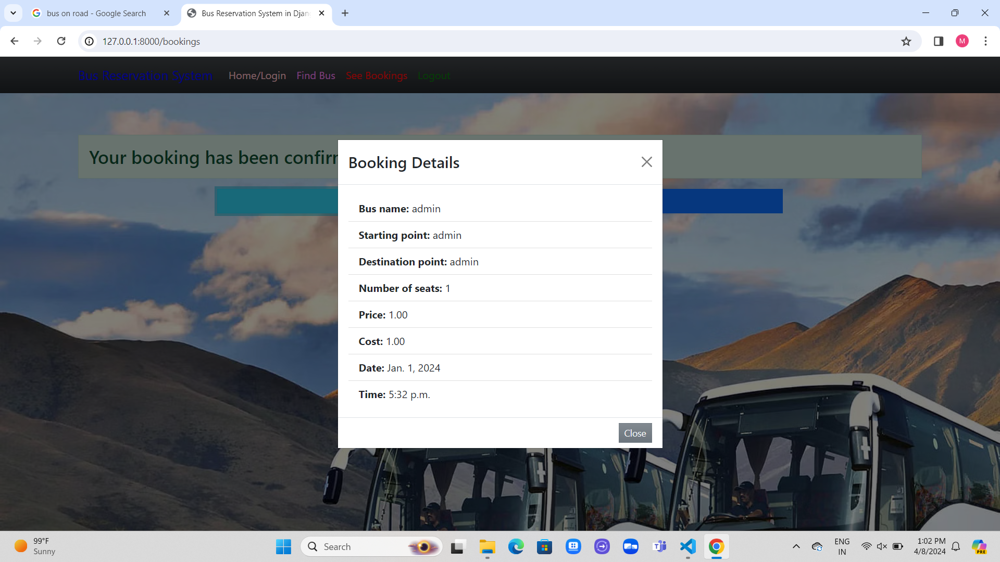 bus on road - Google Search
Bus Reservation System in Djan
127.0.0.1:8000/bookings
M
Bus Reservation System Home/Login Find Bus See Bookings Logout
Your booking has been confir
Booking Details
Bus name: admin
Starting point: admin
Destination point: admin
Number of seats: 1
Price: 1.00
Cost: 1.00
Date: Jan. 1, 2024
Time: 5:32 p.m.
Close
99°F
Sunny
Search
ENG
IN
1:02 PM
4/8/2024
PRE